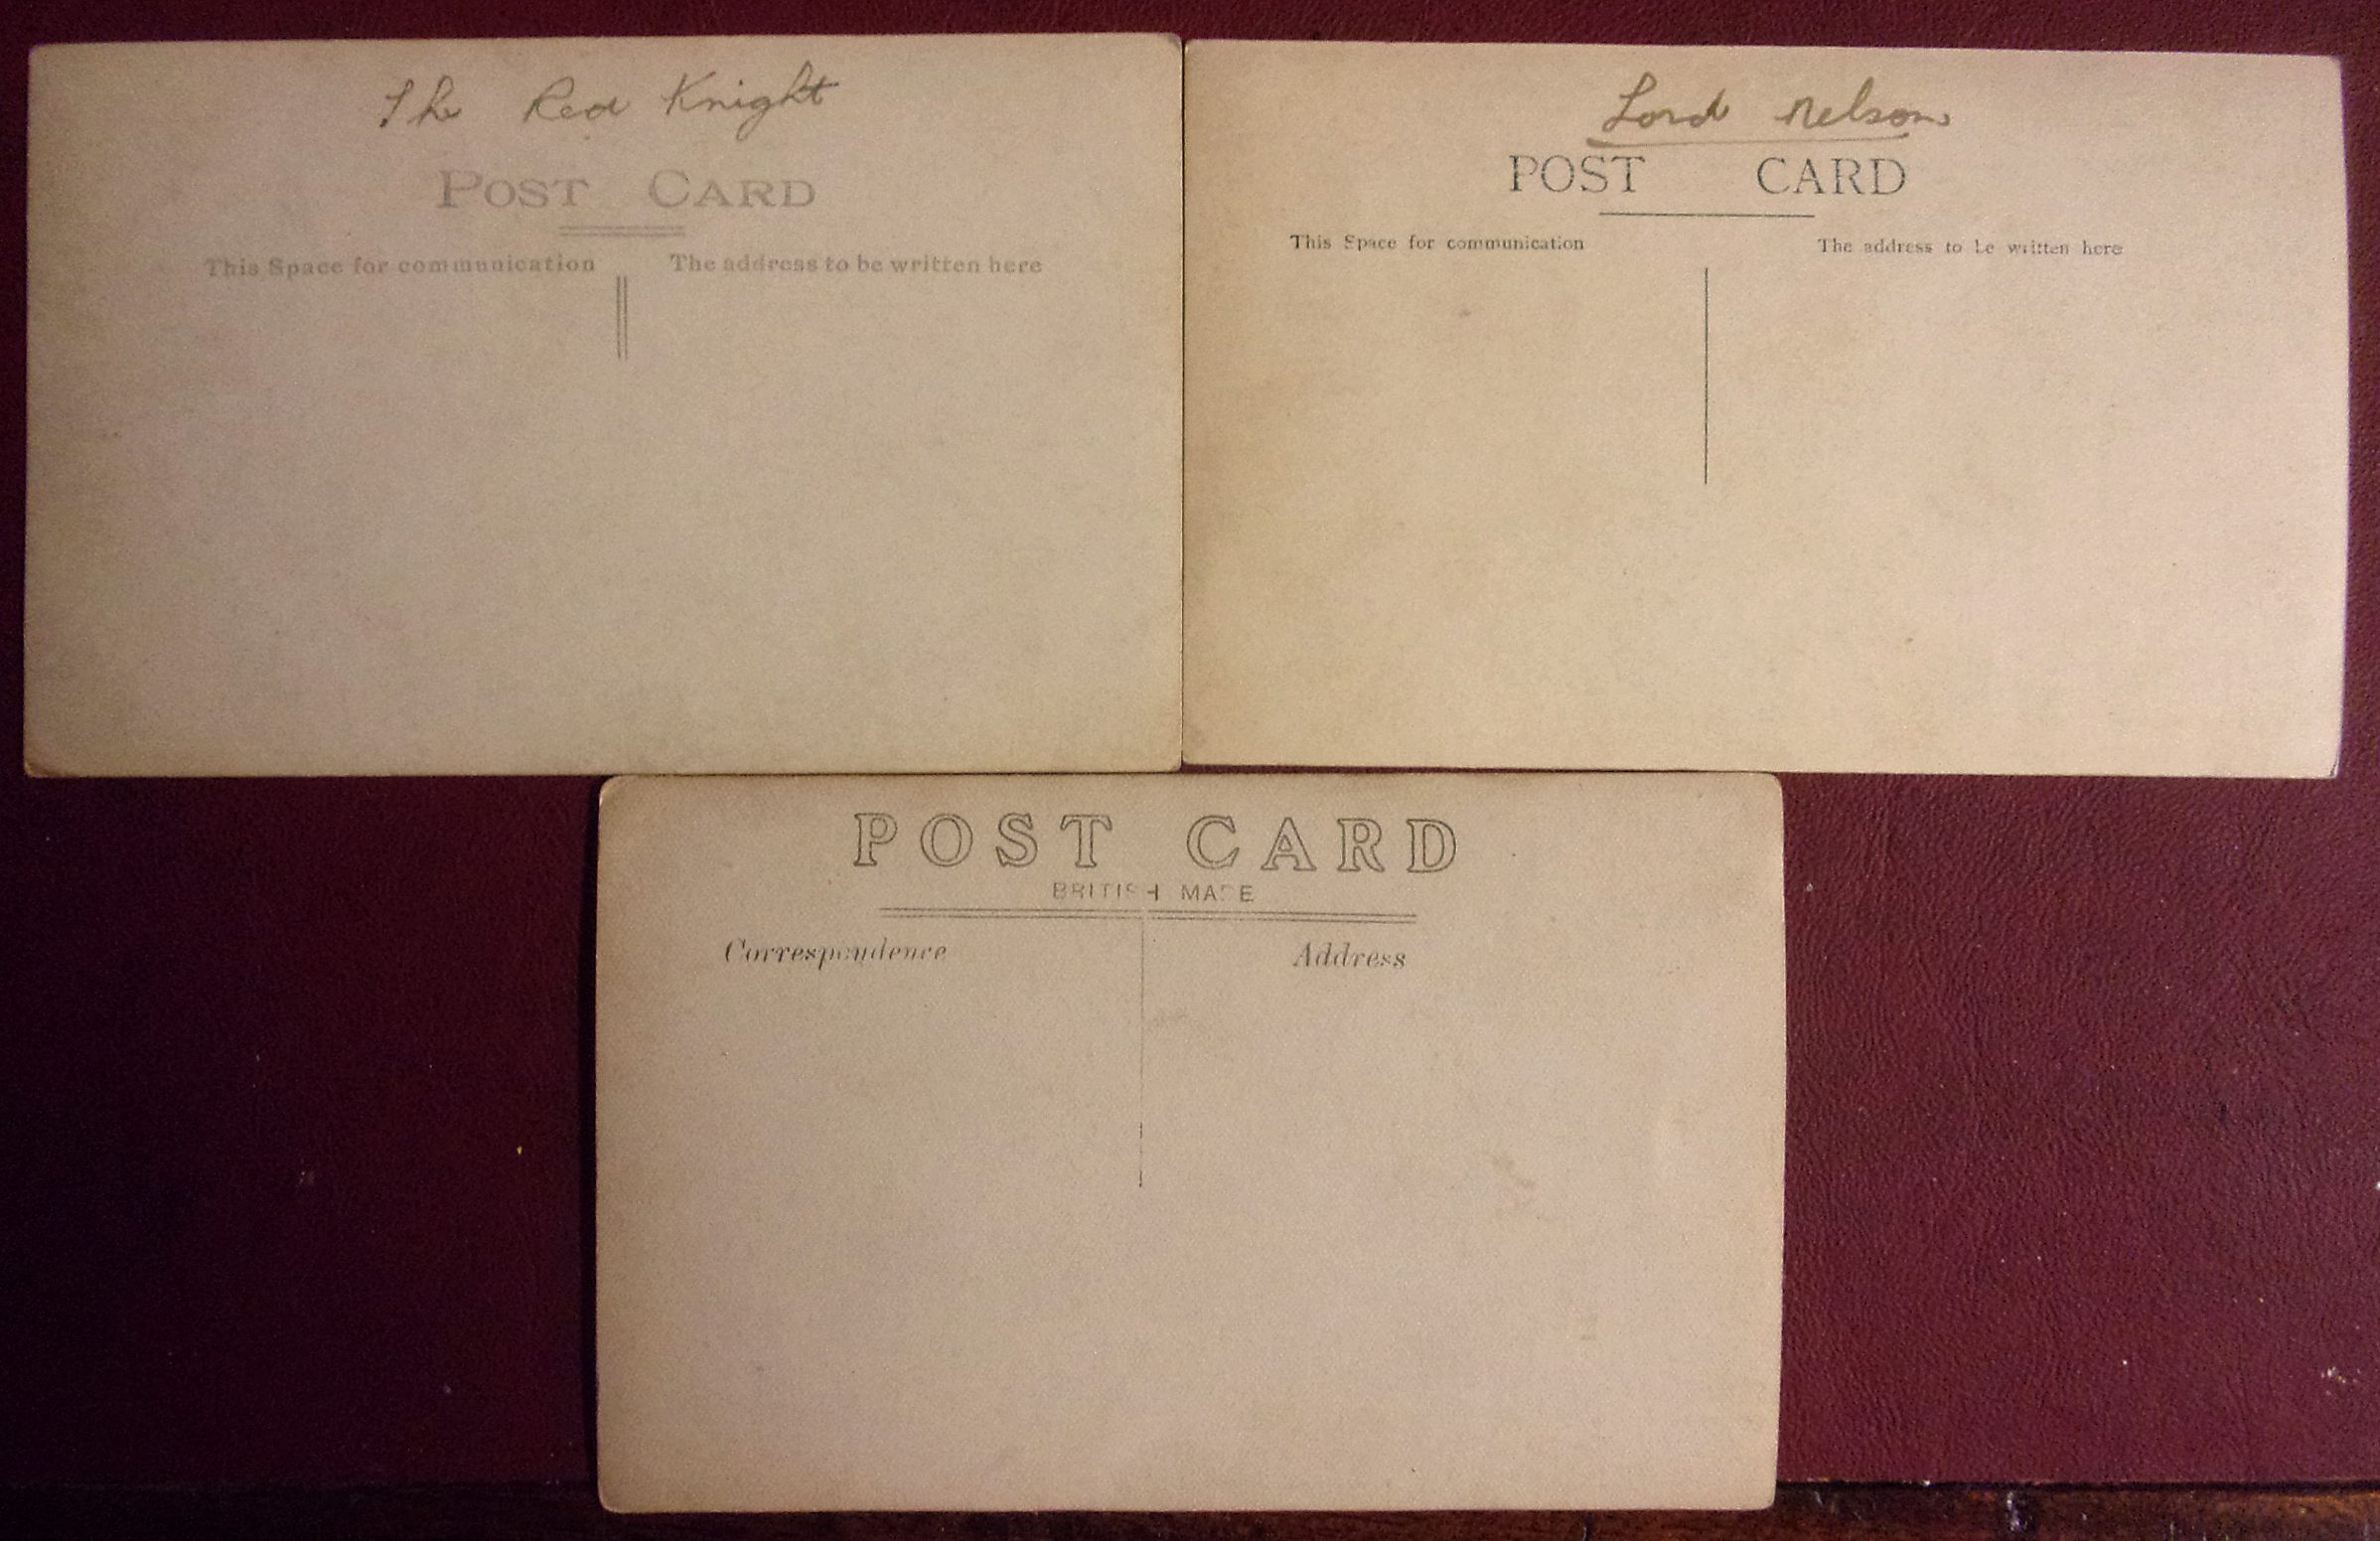 The Red Knight
POST CARD
This Space for communication
The address to be written here
Lord Nelson
POST CARD
This Space for communication
The address to be written here
POST CARD
BRITISH MADE
Correspondence
Address